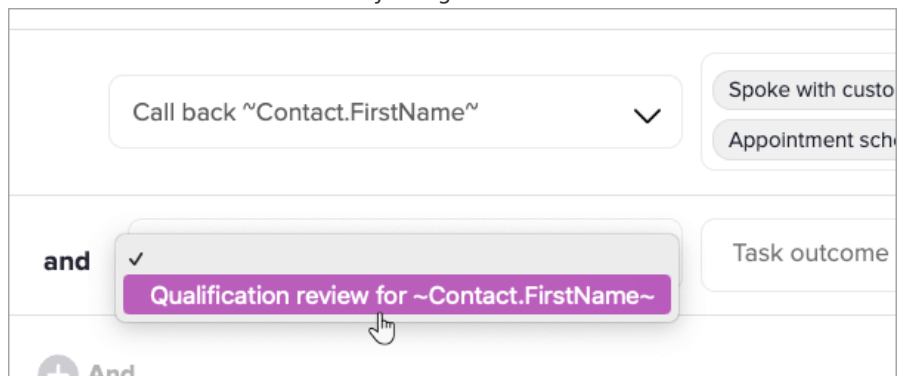 Call back ~Contact.FirstName~
Spoke with custo
Appointment sch
and
✓
Qualification review for ~Contact.FirstName~
Task outcome
And